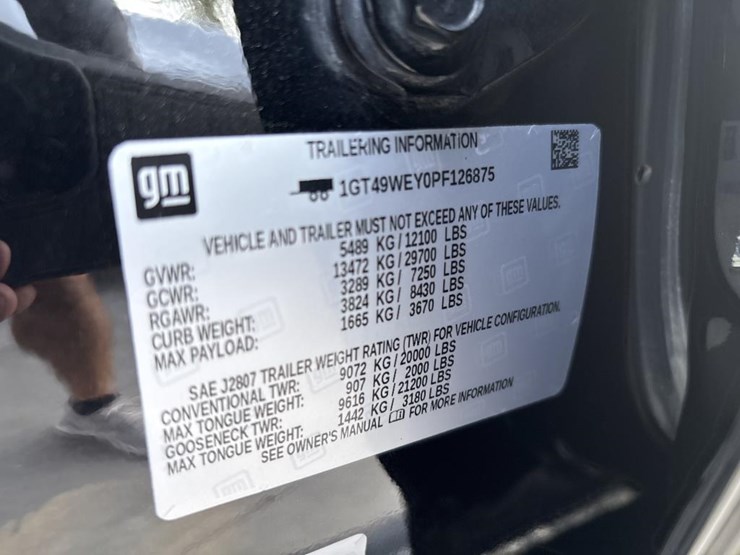 gm
TRAILERING INFORMATION
1GT49WEY0PF126875
VEHICLE AND TRAILER MUST NOT EXCEED ANY OF THESE VALUES.
GVWR: 5489 KG / 12100 LBS
GCWR: 13472 KG / 29700 LBS
RGAWR: 3289 KG / 7250 LBS
CURB WEIGHT: 3824 KG / 8430 LBS
MAX PAYLOAD: 1665 KG / 3670 LBS
SAE J2807 TRAILER WEIGHT RATING (TWR) FOR VEHICLE CONFIGURATION.
CONVENTIONAL TWR: 9072 KG / 20000 LBS
MAX TONGUE WEIGHT: 907 KG / 2000 LBS
GOOSENECK TWR: 9616 KG / 21200 LBS
MAX TONGUE WEIGHT: 1442 KG / 3180 LBS
SEE OWNER'S MANUAL FOR MORE INFORMATION